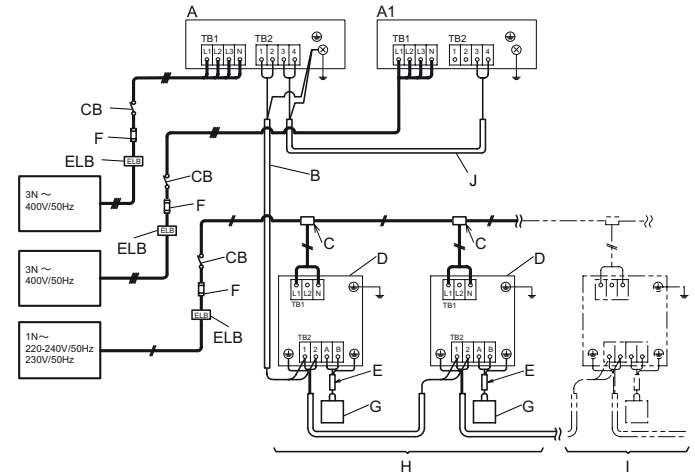 A
A1
TB1
TB2
L1 L2 L3 N
1 2 3 4
TB1
TB2
L1 L2 L3 N
1 2 3 4
CB
F
ELB
ELB
CB
F
ELB
ELB
B
J
3N ～
400V/50Hz
3N ～
400V/50Hz
1N～
220-240V/50Hz
230V/50Hz
CB
F
ELB
ELB
C
D
C
D
L1 L2 N
TB1
TB2
1 2 A B
L1 L2 N
TB1
TB2
1 2 A B
E
G
E
G
H
I